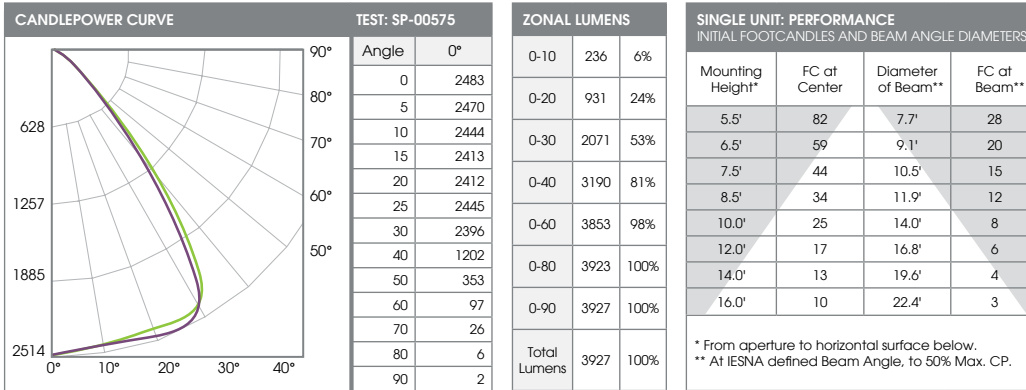 CANDLEPOWER CURVE
TEST: SP-00575
90°
80°
70°
60°
50°
628
1257
1885
2514
0° 10° 20° 30° 40°
Angle 0°
0 2483
5 2470
10 2444
15 2413
20 2412
25 2445
30 2396
40 1202
50 353
60 97
70 26
80 6
90 2
ZONAL LUMENS
0-10 236 6%
0-20 931 24%
0-30 2071 53%
0-40 3190 81%
0-60 3853 98%
0-80 3923 100%
0-90 3927 100%
Total
Lumens 3927 100%
SINGLE UNIT: PERFORMANCE
INITIAL FOOTCANDLES AND BEAM ANGLE DIAMETERS
Mounting FC at Diameter FC at
Height* Center of Beam** Beam**
5.5' 82 7.7' 28
6.5' 59 9.1' 20
7.5' 44 10.5' 15
8.5' 34 11.9' 12
10.0' 25 14.0' 8
12.0' 17 16.8' 6
14.0' 13 19.6' 4
16.0' 10 22.4' 3
* From aperture to horizontal surface below.
** At IESNA defined Beam Angle, to 50% Max. CP.